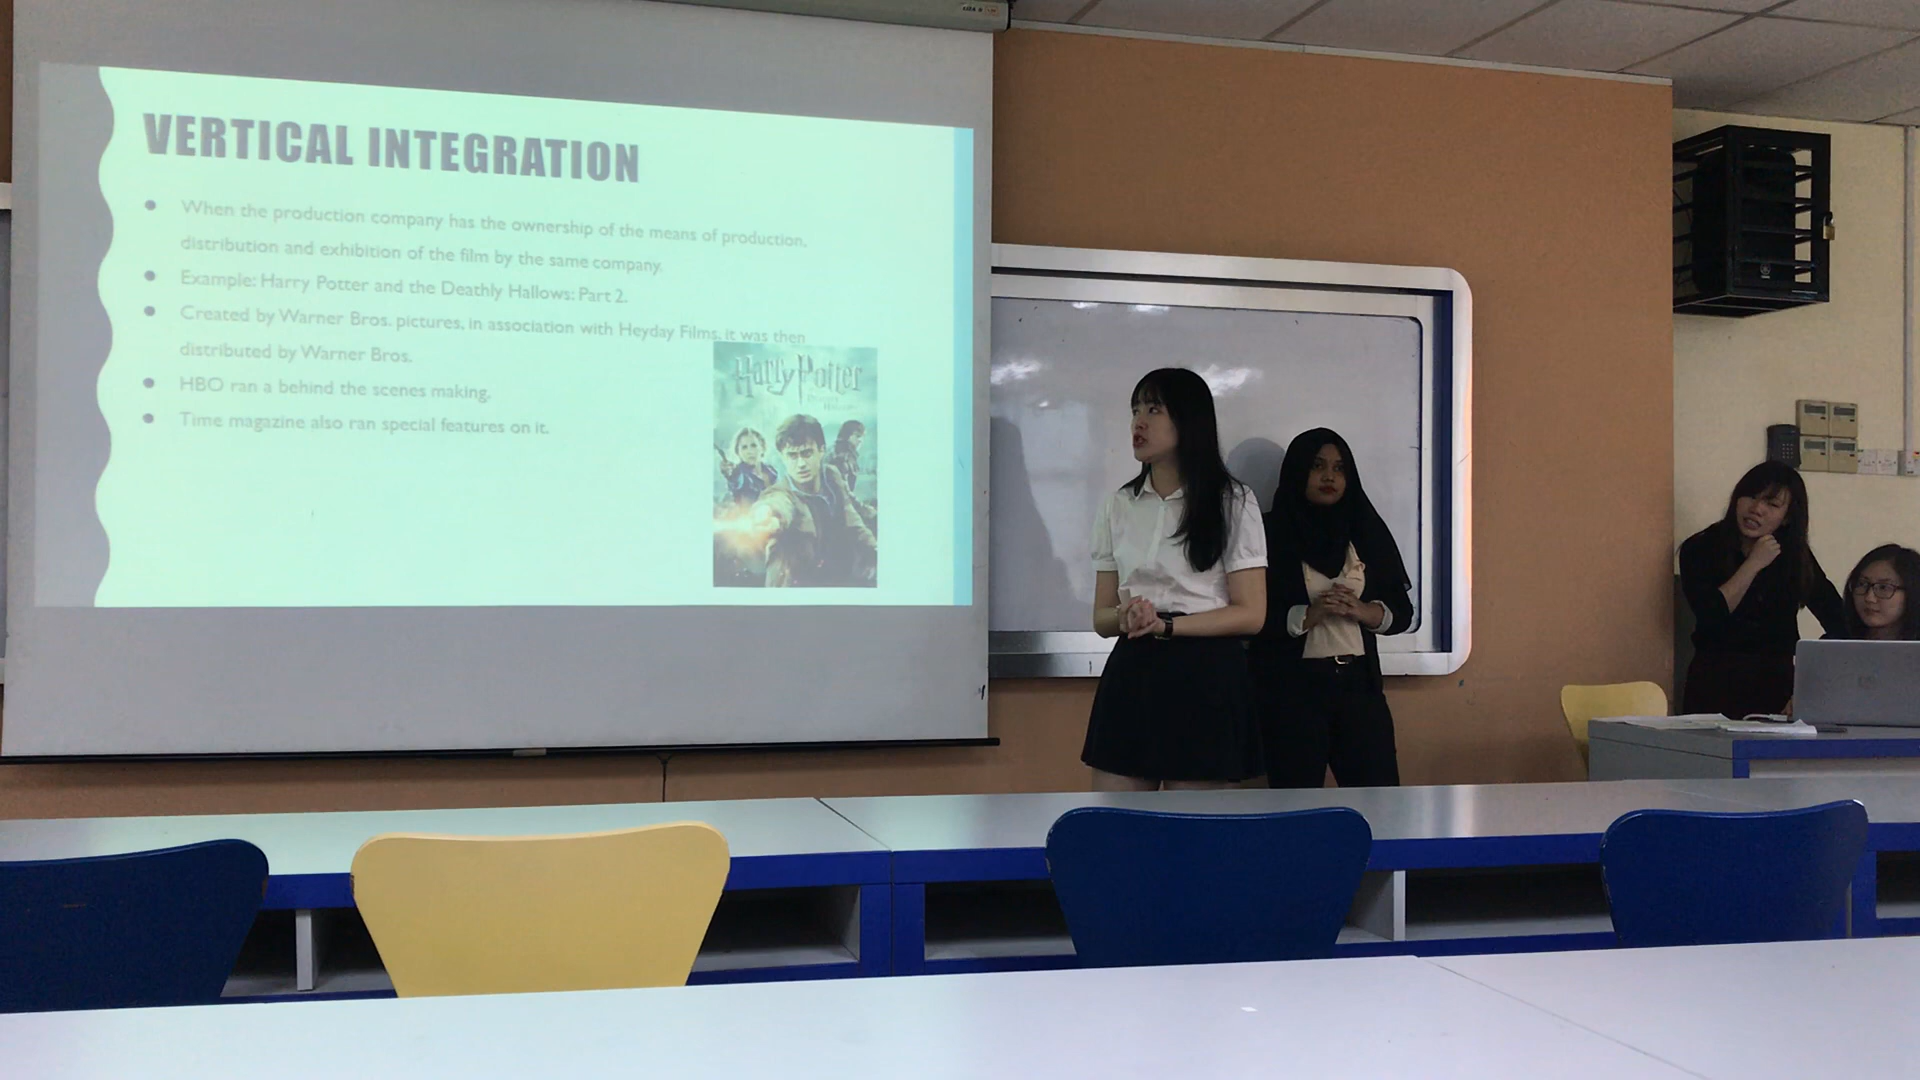 VERTICAL INTEGRATION
● When the production company has the ownership of the means of production,
distribution and exhibition of the film by the same company.
● Example: Harry Potter and the Deathly Hallows: Part 2.
● Created by Warner Bros. pictures, in association with Heyday Films, it was then
distributed by Warner Bros.
● HBO ran a behind the scenes making.
● Time magazine also ran special features on it.
Harry Potter